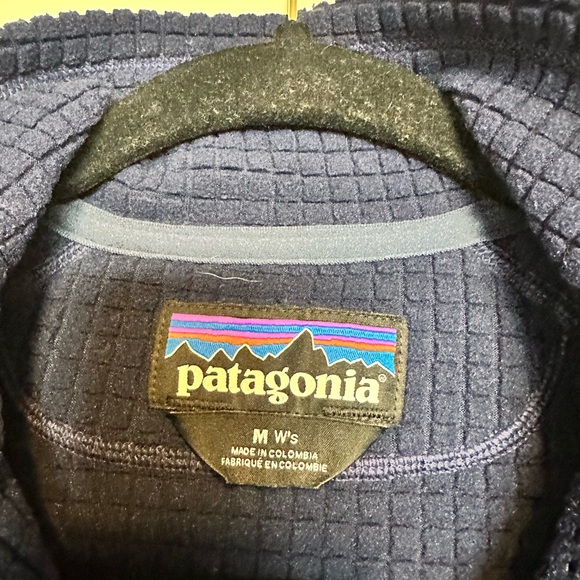 patagonia®
M W's
MADE IN COLOMBIA
FABRIQUÉ EN COLOMBIE